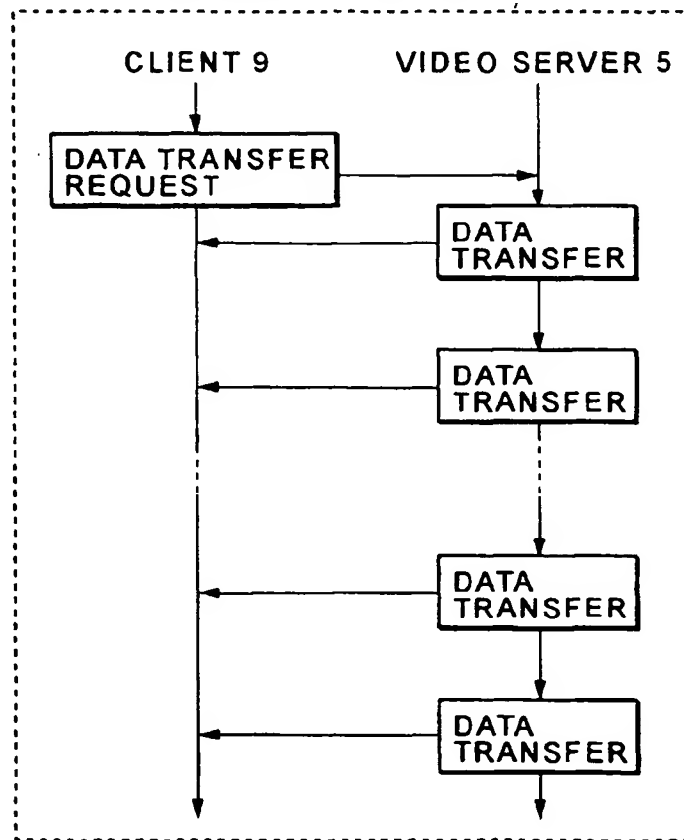 CLIENT 9
VIDEO SERVER 5
DATA TRANSFER
REQUEST
DATA
TRANSFER
DATA
TRANSFER
DATA
TRANSFER
DATA
TRANSFER